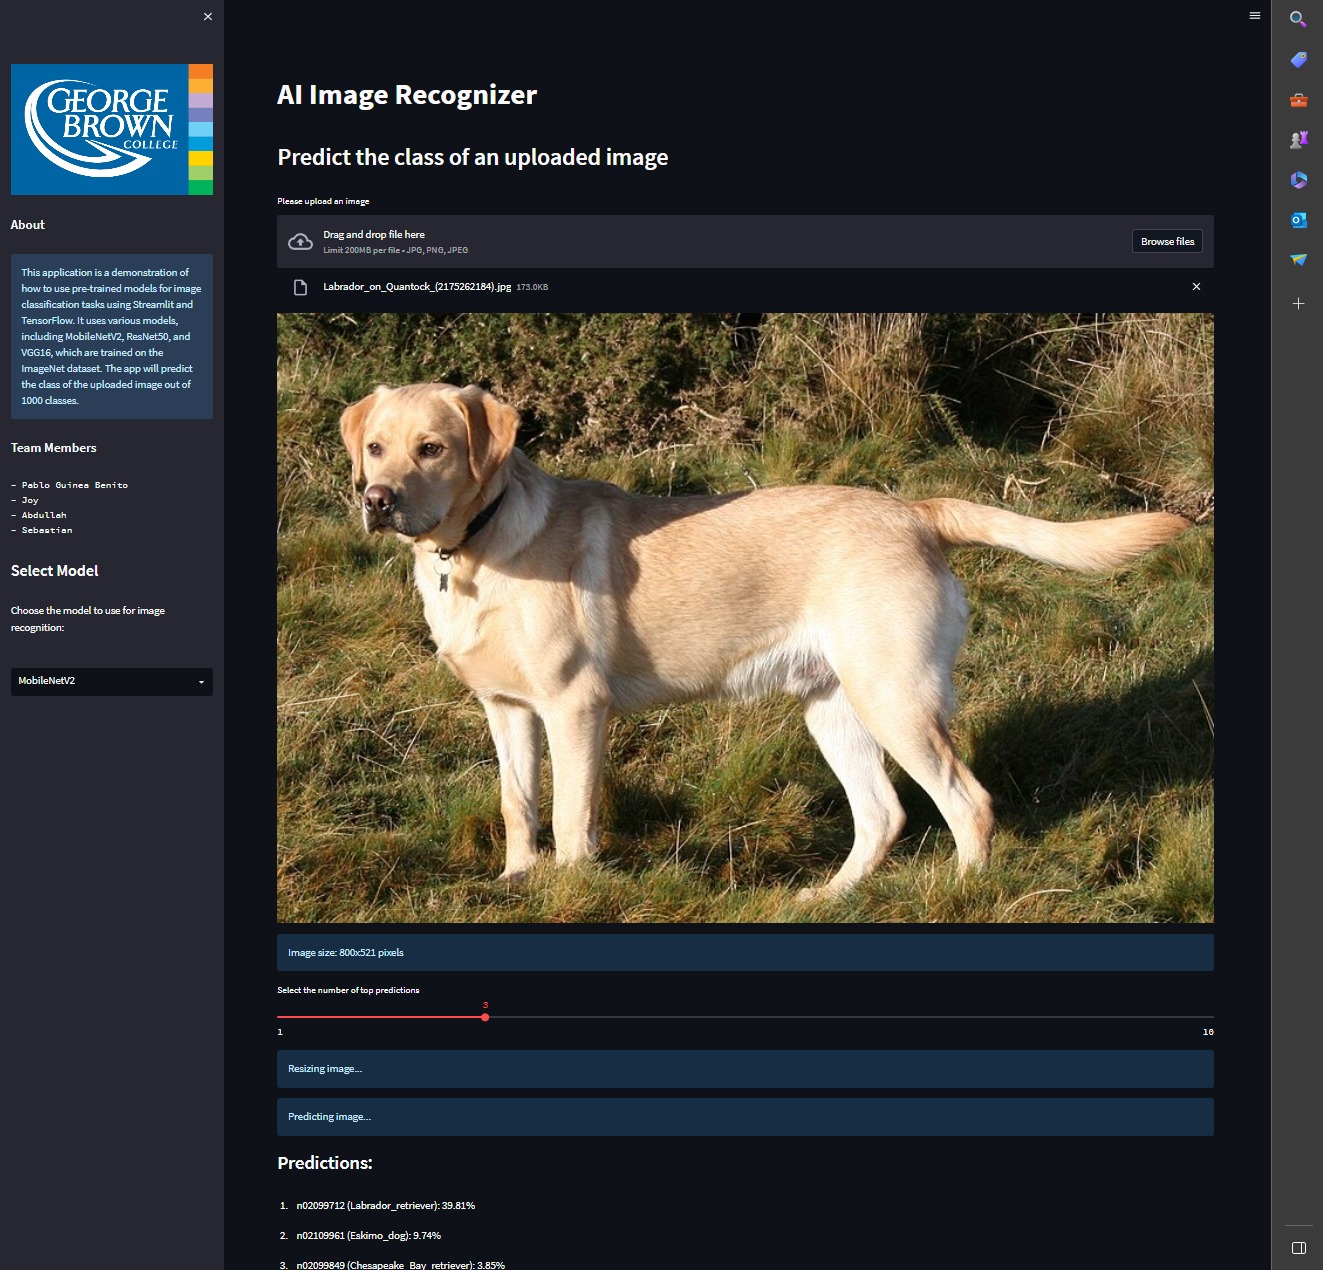 GEORGE
BROWN
COLLEGE
About
This application is a demonstration of
how to use pre-trained models for image
classification tasks using Streamlit and
TensorFlow. It uses various models,
including MobileNetV2, ResNet50, and
VGG16, which are trained on the
ImageNet dataset. The app will predict
the class of the uploaded image out of
1000 classes.
Team Members
- Pablo Guinea Benito
- Joy
- Abdullah
- Sebastian
Select Model
Choose the model to use for image
recognition:
MobileNetV2
AI Image Recognizer
Predict the class of an uploaded image
Please upload an image
Drag and drop file here
Limit 200MB per file • JPG, PNG, JPEG
Browse files
Labrador_on_Quantock_(2175262184).jpg 173.0KB
Image size: 800x521 pixels
Select the number of top predictions
3
1 10
Resizing image...
Predicting image...
Predictions:
1. n02099712 (Labrador_retriever): 39.81%
2. n02109961 (Eskimo_dog): 9.74%
3. n02099849 (Chesapeake_Bay_retriever): 3.85%